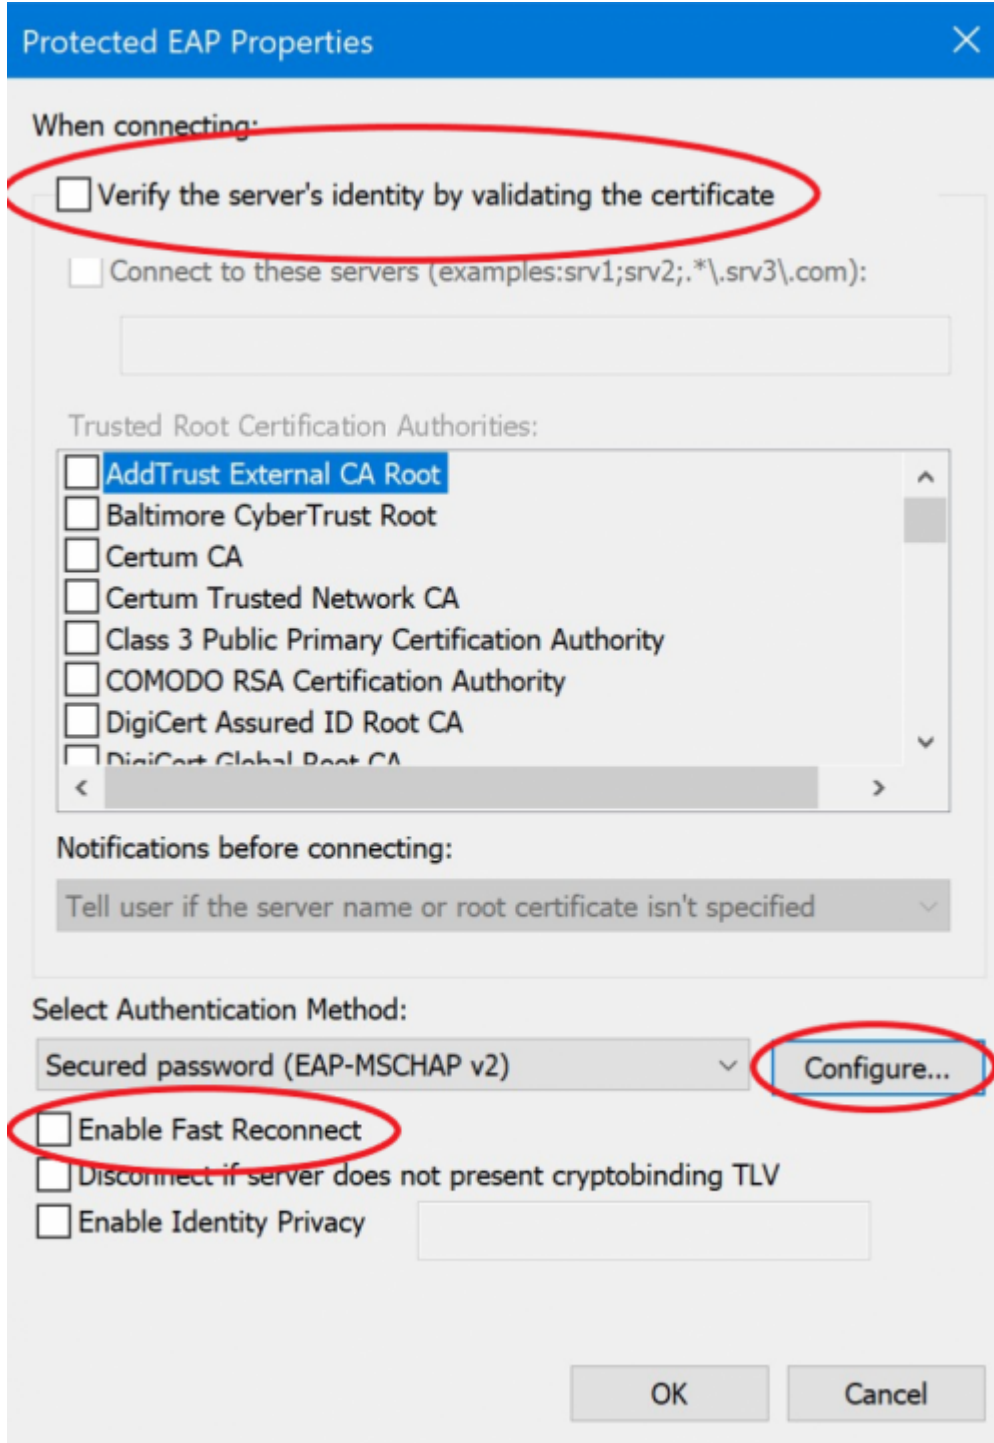 Protected EAP Properties
When connecting:
Verify the server's identity by validating the certificate
Connect to these servers (examples:srv1;srv2;.*\.srv3\.com):
Trusted Root Certification Authorities:
AddTrust External CA Root
Baltimore CyberTrust Root
Certum CA
Certum Trusted Network CA
Class 3 Public Primary Certification Authority
COMODO RSA Certification Authority
DigiCert Assured ID Root CA
DigiCert Global Root CA
Notifications before connecting:
Tell user if the server name or root certificate isn't specified
Select Authentication Method:
Secured password (EAP-MSCHAP v2)
Configure...
Enable Fast Reconnect
Disconnect if server does not present cryptobinding TLV
Enable Identity Privacy
OK
Cancel